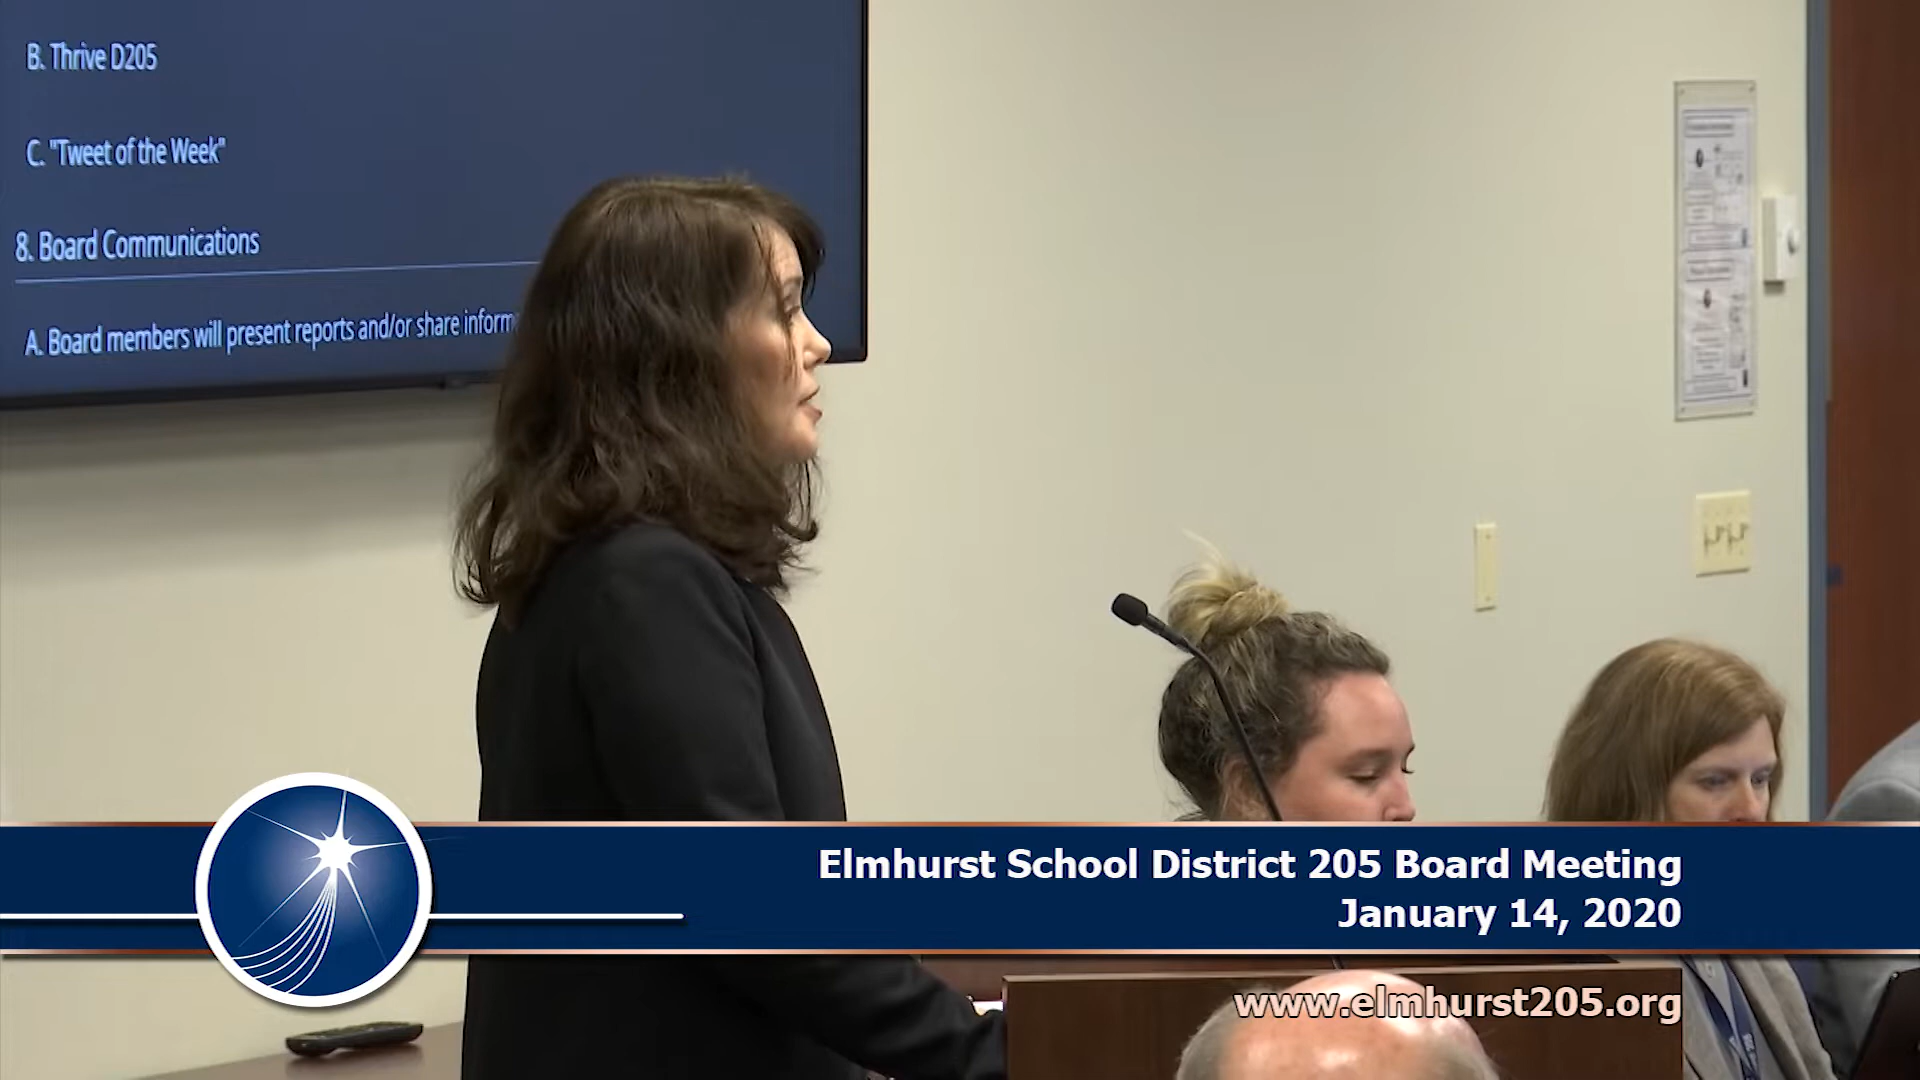 B. Thrive D205
C. "Tweet of the Week"
8. Board Communications
A. Board members will present reports and/or share inform
Elmhurst School District 205 Board Meeting
January 14, 2020
www.elmhurst205.org